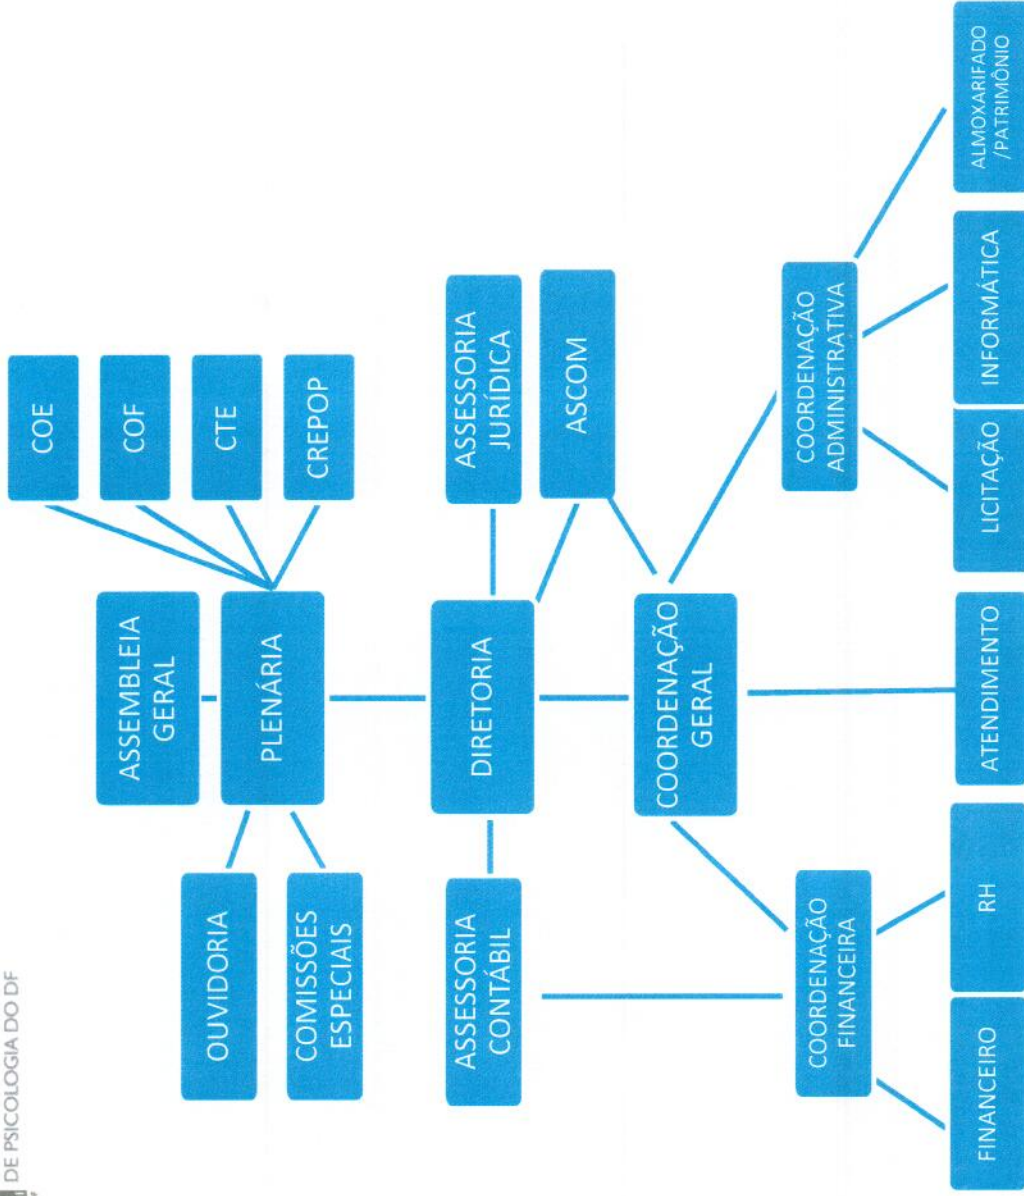 DE PSICOLOGIA DO DF
COE
COF
CTE
CREPOP
ASSEMBLEIA
GERAL
PLENÁRIA
OUVIDORIA
COMISSÕES
ESPECIAIS
ASSESSORIA
JURÍDICA
ASCOM
DIRETORIA
ASSESSORIA
CONTÁBIL
COORDENAÇÃO
GERAL
COORDENAÇÃO
FINANCEIRA
COORDENAÇÃO
ADMINISTRATIVA
FINANCEIRO
RH
ATENDIMENTO
LICITAÇÃO
INFORMÁTICA
ALMOXARIFADO
/PATRIMÔNIO